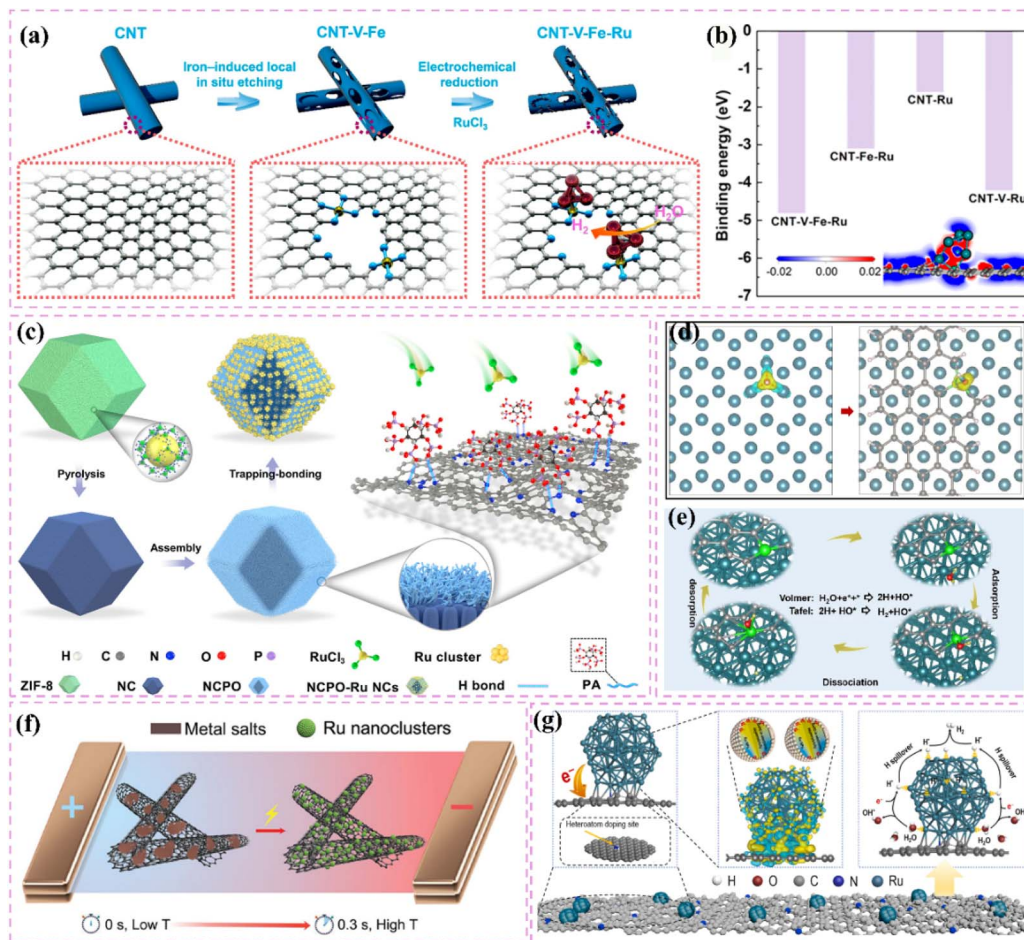 (a)
CNT
CNT-V-Fe
CNT-V-Fe-Ru
Iron–induced local
in situ etching
Electrochemical
reduction
RuCl3
H2O
H2
(b)
Binding energy (eV)
0
-1
-2
-3
-4
-5
-6
-7
CNT-Ru
CNT-Fe-Ru
CNT-V-Ru
CNT-V-Fe-Ru
-0.02 0.00 0.02
(c)
Pyrolysis
Trapping-bonding
Assembly
H C N O P RuCl3 Ru cluster
ZIF-8 NC NCPO NCPO-Ru NCs H bond PA
(d)
(e)
Adsorption
desorption
Volmer: H2O+e-+* ⇨ 2H+HO*
Tafel: 2H+ HO* ⇨ H2+HO*
Dissociation
(f)
Metal salts Ru nanoclusters
+
−
0 s, Low T 0.3 s, High T
(g)
e-
Heteroatom doping site
H2
H* H*
H spillover H spillover
H* H*
e- e-
OH- OH-
H2O H2O
H O C N Ru